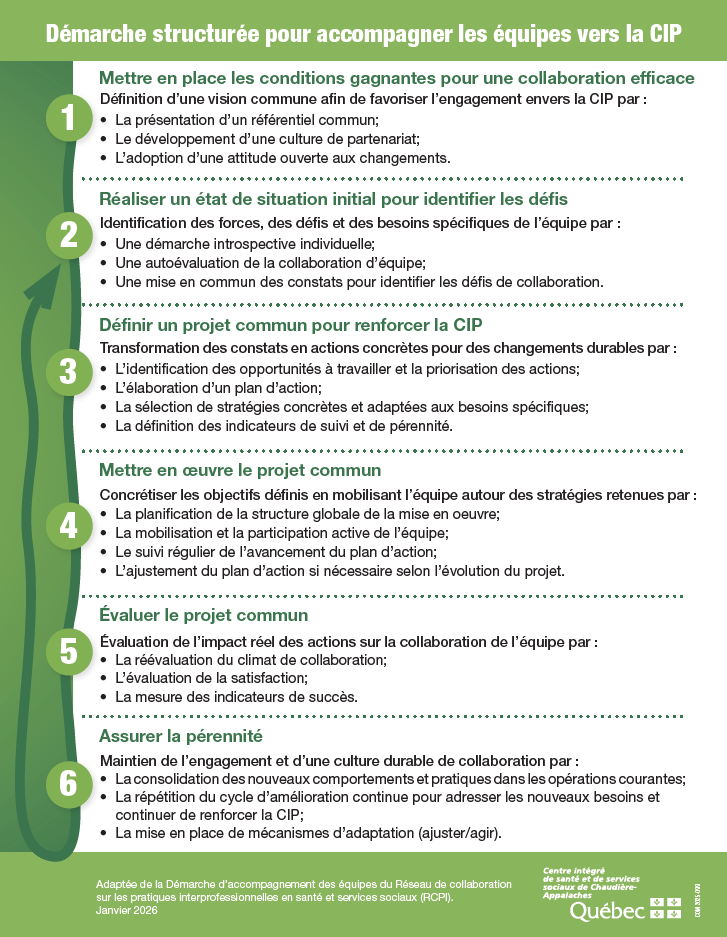 Démarche structurée pour accompagner les équipes vers la CIP
1
Mettre en place les conditions gagnantes pour une collaboration efficace
Définition d'une vision commune afin de favoriser l'engagement envers la CIP par :
• La présentation d'un référentiel commun;
• Le développement d'une culture de partenariat;
• L'adoption d'une attitude ouverte aux changements.
2
Réaliser un état de situation initial pour identifier les défis
Identification des forces, des défis et des besoins spécifiques de l'équipe par :
• Une démarche introspective individuelle;
• Une autoévaluation de la collaboration d'équipe;
• Une mise en commun des constats pour identifier les défis de collaboration.
3
Définir un projet commun pour renforcer la CIP
Transformation des constats en actions concrètes pour des changements durables par :
• L'identification des opportunités à travailler et la priorisation des actions;
• L'élaboration d'un plan d'action;
• La sélection de stratégies concrètes et adaptées aux besoins spécifiques;
• La définition des indicateurs de suivi et de pérennité.
4
Mettre en œuvre le projet commun
Concrétiser les objectifs définis en mobilisant l'équipe autour des stratégies retenues par :
• La planification de la structure globale de la mise en oeuvre;
• La mobilisation et la participation active de l'équipe;
• Le suivi régulier de l'avancement du plan d'action;
• L'ajustement du plan d'action si nécessaire selon l'évolution du projet.
5
Évaluer le projet commun
Évaluation de l'impact réel des actions sur la collaboration de l'équipe par :
• La réévaluation du climat de collaboration;
• L'évaluation de la satisfaction;
• La mesure des indicateurs de succès.
6
Assurer la pérennité
Maintien de l'engagement et d'une culture durable de collaboration par :
• La consolidation des nouveaux comportements et pratiques dans les opérations courantes;
• La répétition du cycle d'amélioration continue pour adresser les nouveaux besoins et
continuer de renforcer la CIP;
• La mise en place de mécanismes d'adaptation (ajuster/agir).
Adaptée de la Démarche d'accompagnement des équipes du Réseau de collaboration
sur les pratiques interprofessionnelles en santé et services sociaux (RCPI).
Janvier 2026
Centre intégré
de santé et de services
sociaux de Chaudière-
Appalaches
Québec